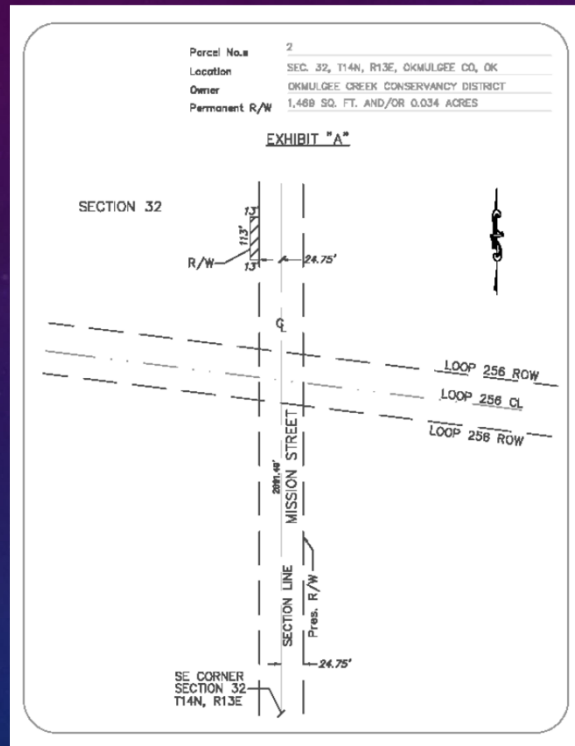 Parcel No.s 2
Location SEC. 32, T14N, R13E, OKMULGEE CO, OK
Owner OKMULGEE CREEK CONSERVANCY DISTRICT
Permanent R/W 1,469 SQ. FT. AND/OR 0.034 ACRES
EXHIBIT "A"
SECTION 32
13'
113'
R/W
13'
24.75'
CL
LOOP 256 ROW
LOOP 256 CL
LOOP 256 ROW
MISSION STREET
SECTION LINE
Pres. R/W
24.75'
SE CORNER
SECTION 32
T14N, R13E